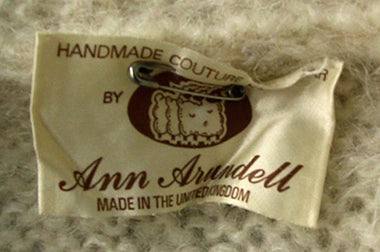 HANDMADE COUTURE
BY
Ann Arundell
MADE IN THE UNITED KINGDOM